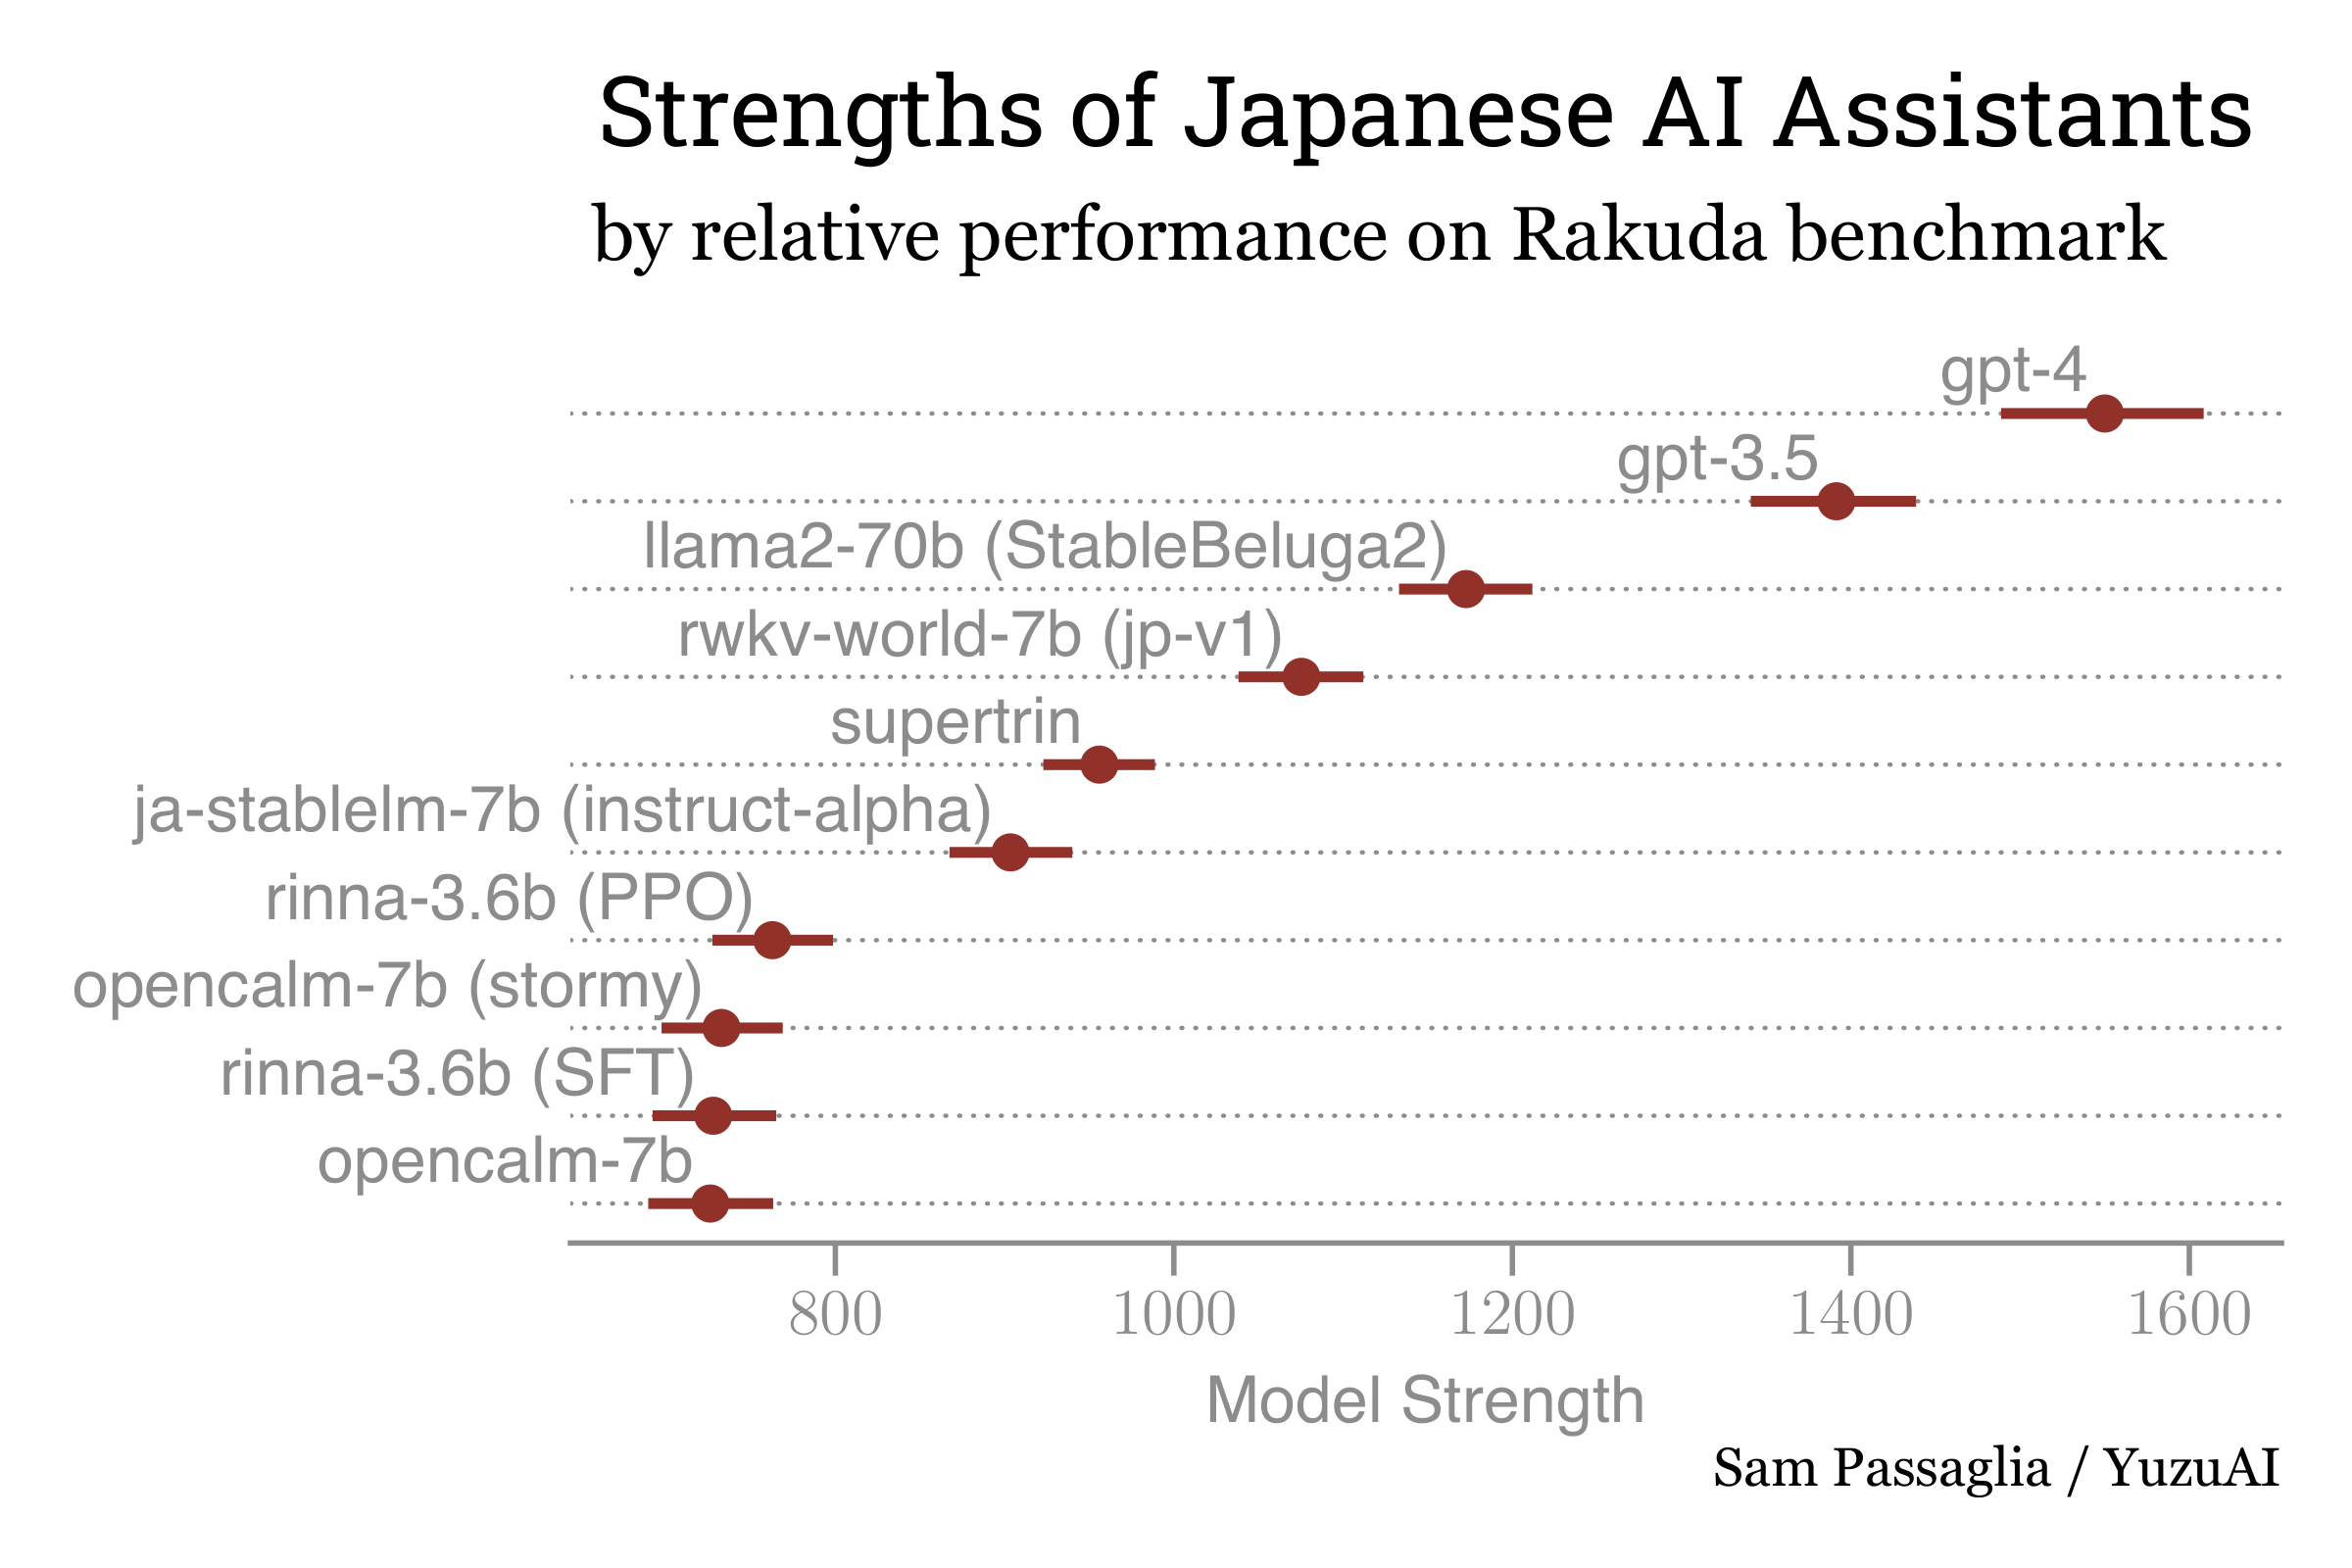 Strengths of Japanese AI Assistants
by relative performance on Rakuda benchmark
gpt-4
gpt-3.5
llama2-70b (StableBeluga2)
rwkv-world-7b (jp-v1)
supertrin
ja-stablelm-7b (instruct-alpha)
rinna-3.6b (PPO)
opencalm-7b (stormy)
rinna-3.6b (SFT)
opencalm-7b
800 1000 1200 1400 1600
Model Strength
Sam Passaglia / YuzuAI